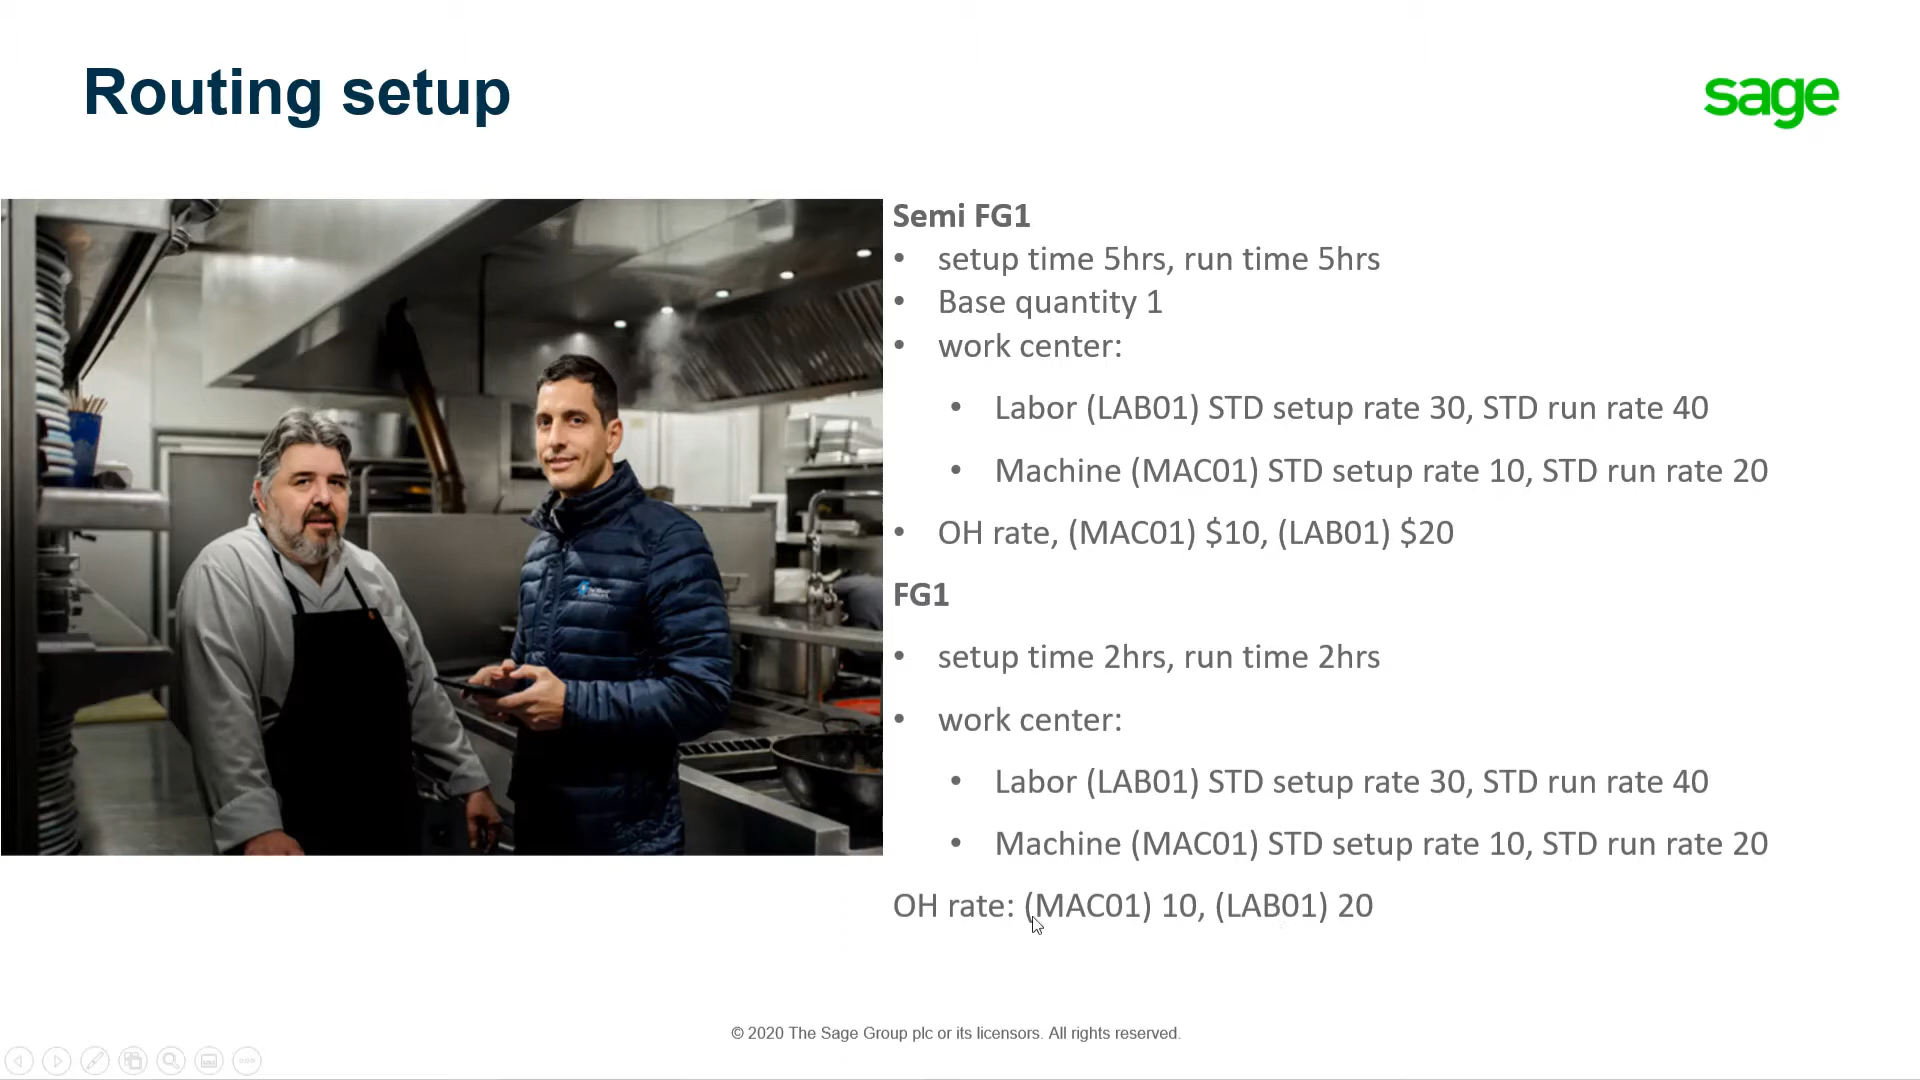 Routing setup
sage
Semi FG1
• setup time 5hrs, run time 5hrs
• Base quantity 1
• work center:
• Labor (LAB01) STD setup rate 30, STD run rate 40
• Machine (MAC01) STD setup rate 10, STD run rate 20
• OH rate, (MAC01) $10, (LAB01) $20
FG1
• setup time 2hrs, run time 2hrs
• work center:
• Labor (LAB01) STD setup rate 30, STD run rate 40
• Machine (MAC01) STD setup rate 10, STD run rate 20
OH rate: (MAC01) 10, (LAB01) 20
© 2020 The Sage Group plc or its licensors. All rights reserved.